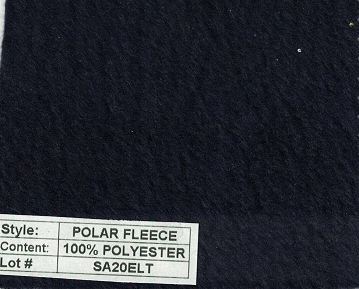 Style: POLAR FLEECE
Content: 100% POLYESTER
Lot # SA20ELT